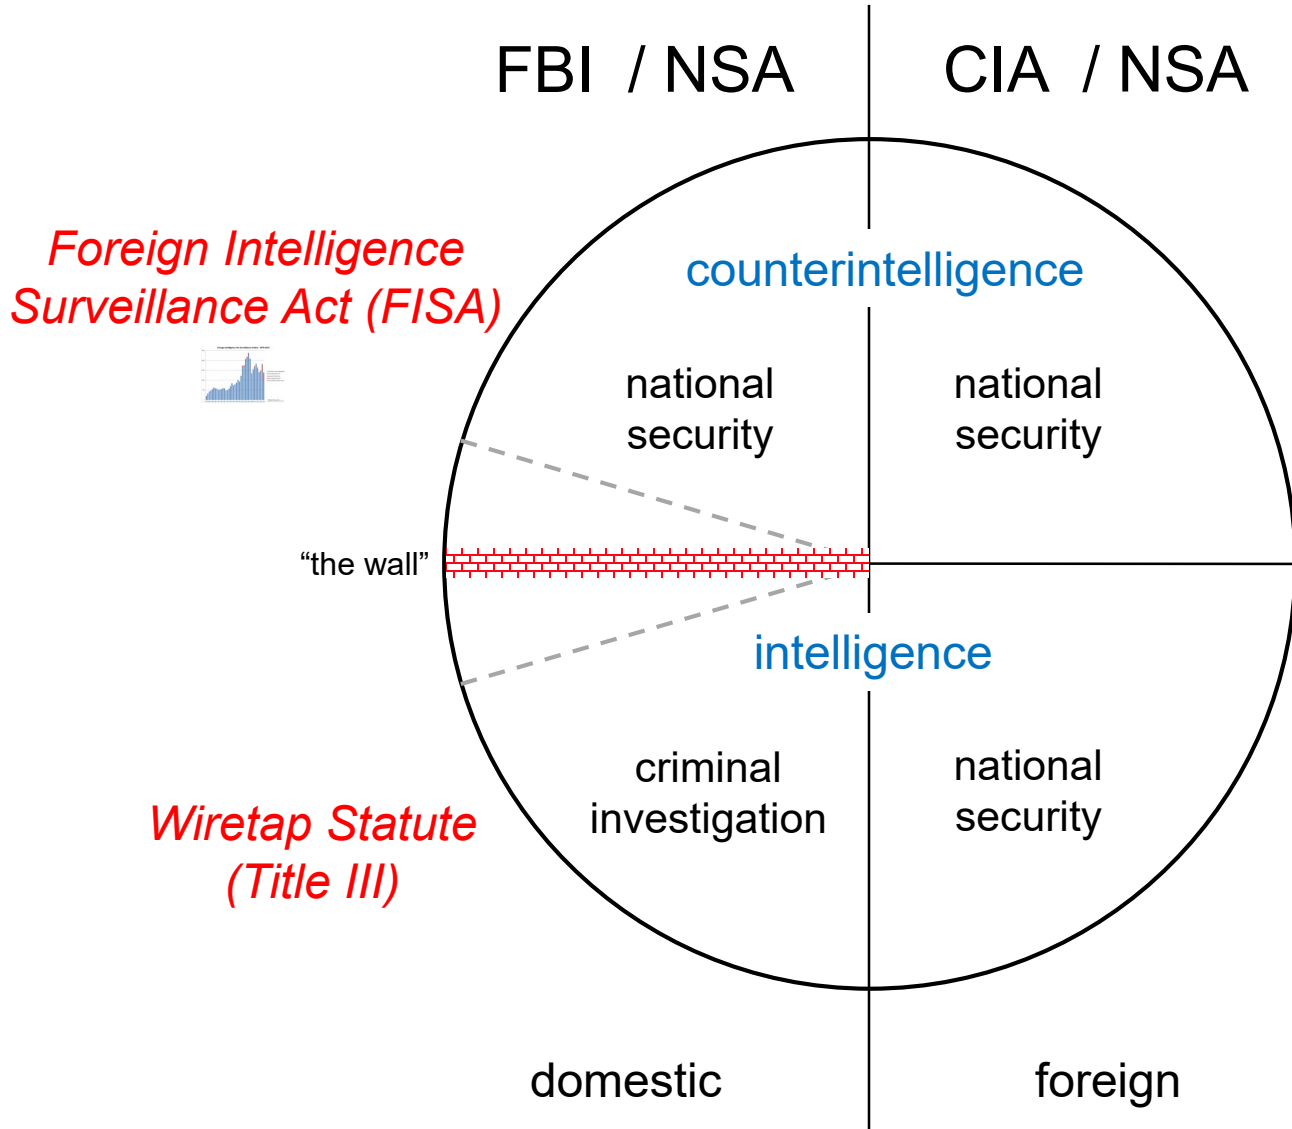 FBI / NSA
CIA / NSA
Foreign Intelligence
Surveillance Act (FISA)
counterintelligence
national
security
national
security
“the wall”
intelligence
criminal
investigation
national
security
Wiretap Statute
(Title III)
domestic
foreign